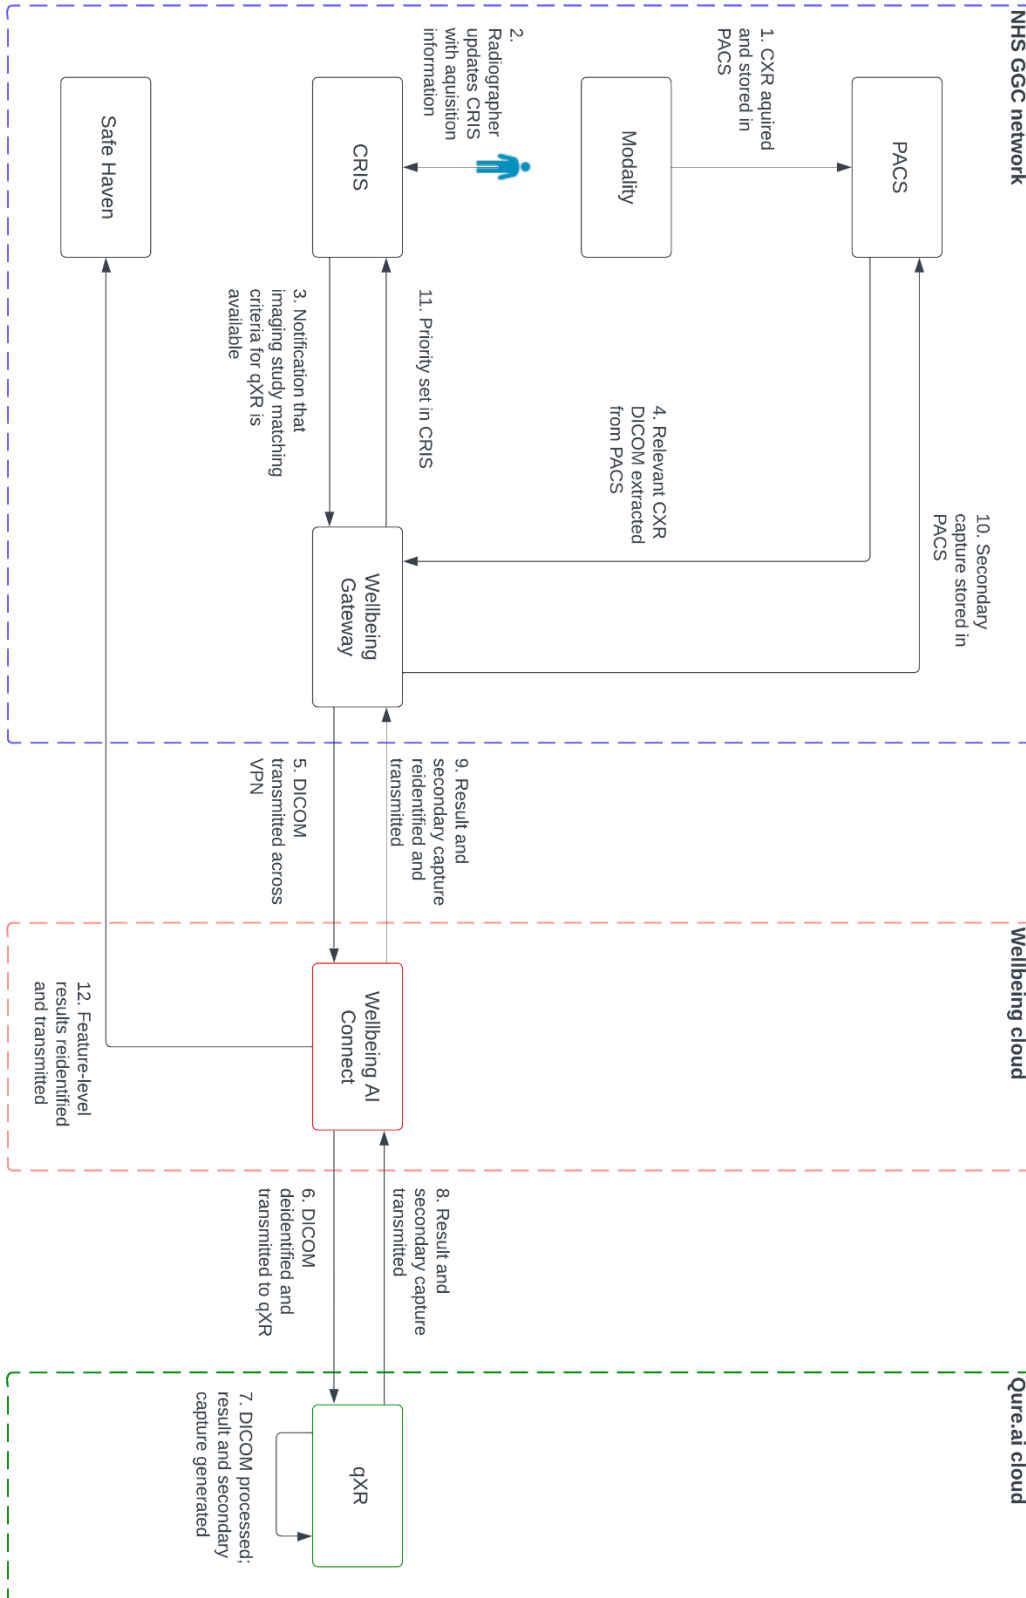 NHS GGC network
Wellbeing cloud
Qure.ai cloud
PACS
1. CXR aquired
and stored in
PACS
Modality
2.
Radiographer
updates CRIS
with aquisition
information
CRIS
Safe Haven
10. Secondary
capture stored in
PACS
4. Relevant CXR
DICOM extracted
from PACS
11. Priority set in CRIS
3. Notification that
imaging study matching
criteria for qXR is
available
Wellbeing
Gateway
9. Result and
secondary capture
reidentified and
transmitted
5. DICOM
transmitted across
VPN
Wellbeing AI
Connect
12. Feature-level
results reidentified
and transmitted
8. Result and
secondary capture
transmitted
6. DICOM
deidentified and
transmitted to qXR
qXR
7. DICOM processed;
result and secondary
capture generated